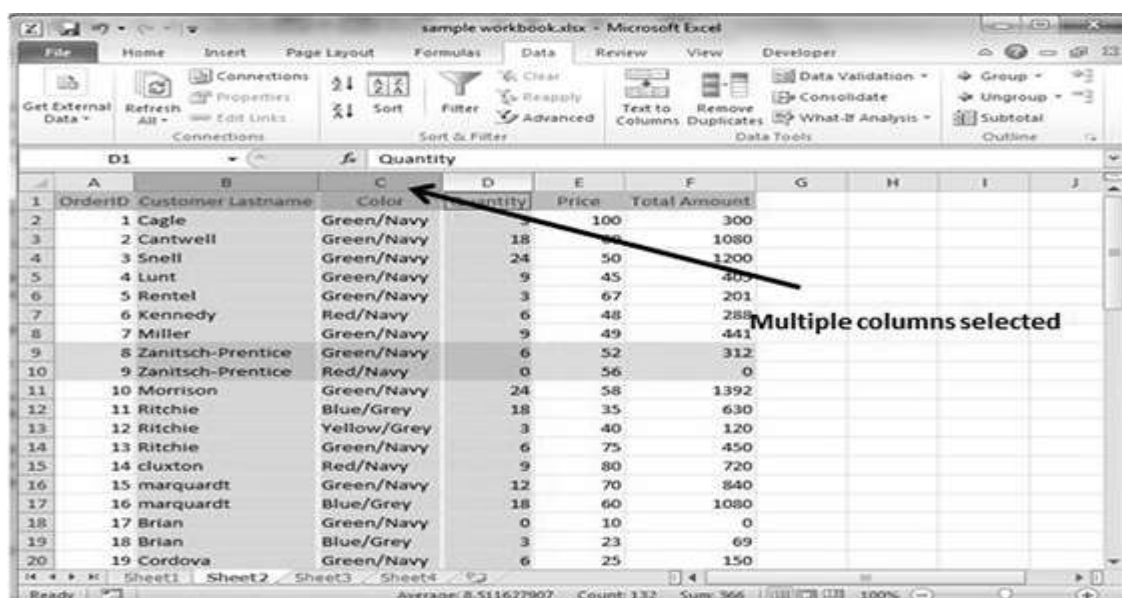 sample workbook.xlsx - Microsoft Excel
File Home Insert Page Layout Formulas Data Review View Developer
Get External Data
Refresh All
Connections
Properties
Edit Links
Connections
Sort
Filter
Clear
Reapply
Advanced
Sort & Filter
Text to Columns
Remove Duplicates
Data Validation
Consolidate
What-If Analysis
Data Tools
Group
Ungroup
Subtotal
Outline
D1 fx Quantity
A B C D E F G H I J
1 OrderID Customer Lastname Color Quantity Price Total Amount
2 1 Cagle Green/Navy 100 300
3 2 Cantwell Green/Navy 18 1080
4 3 Snell Green/Navy 24 50 1200
5 4 Lunt Green/Navy 9 45
6 5 Rentel Green/Navy 3 67 201
7 6 Kennedy Red/Navy 6 48 288
8 7 Miller Green/Navy 9 49 441
Multiple columns selected
9 8 Zanitsch-Prentice Green/Navy 6 52 312
10 9 Zanitsch-Prentice Red/Navy 0 56 0
11 10 Morrison Green/Navy 24 58 1392
12 11 Ritchie Blue/Grey 18 35 630
13 12 Ritchie Yellow/Grey 3 40 120
14 13 Ritchie Green/Navy 6 75 450
15 14 cluxton Red/Navy 9 80 720
16 15 marquardt Green/Navy 12 70 840
17 16 marquardt Blue/Grey 18 60 1080
18 17 Brian Green/Navy 0 10 0
19 18 Brian Blue/Grey 3 23 69
20 19 Cordova Green/Navy 6 25 150
Sheet1 Sheet2 Sheet3 Sheet4
Ready Average: 8.511627907 Count: 132 Sum: 366 100%